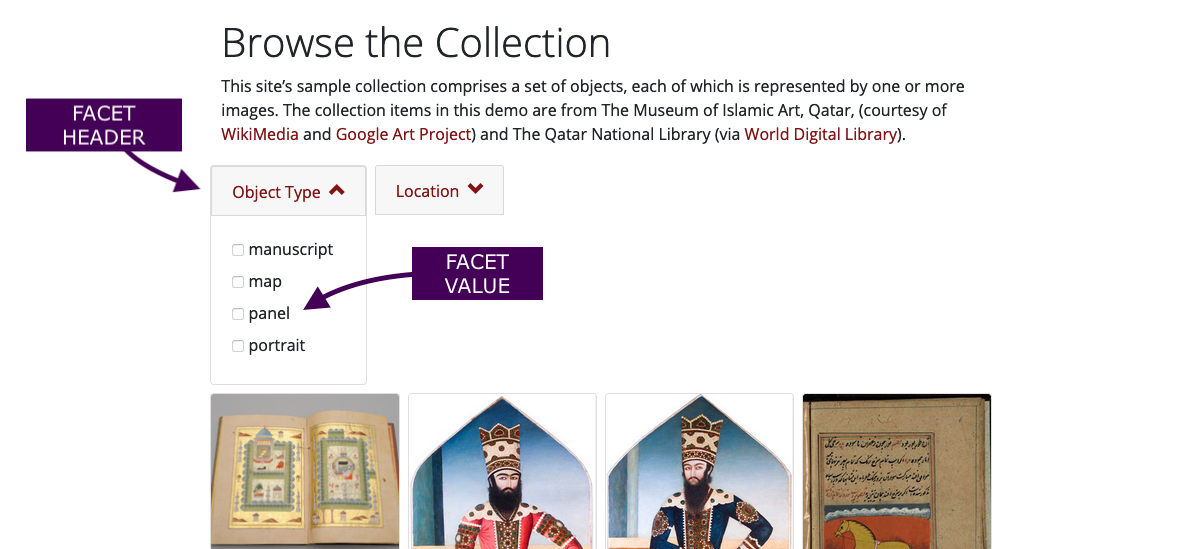 Browse the Collection
This site’s sample collection comprises a set of objects, each of which is represented by one or more
images. The collection items in this demo are from The Museum of Islamic Art, Qatar, (courtesy of
WikiMedia and Google Art Project) and The Qatar National Library (via World Digital Library).
FACET
HEADER
Object Type
Location
manuscript
map
panel
portrait
FACET
VALUE